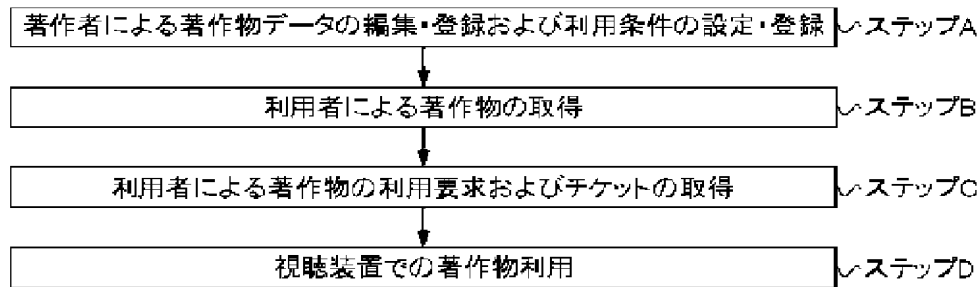 著作者による著作物データの編集・登録および利用条件の設定・登録 ステップA
利用者による著作物の取得 ステップB
利用者による著作物の利用要求およびチケットの取得 ステップC
視聴装置での著作物利用 ステップD